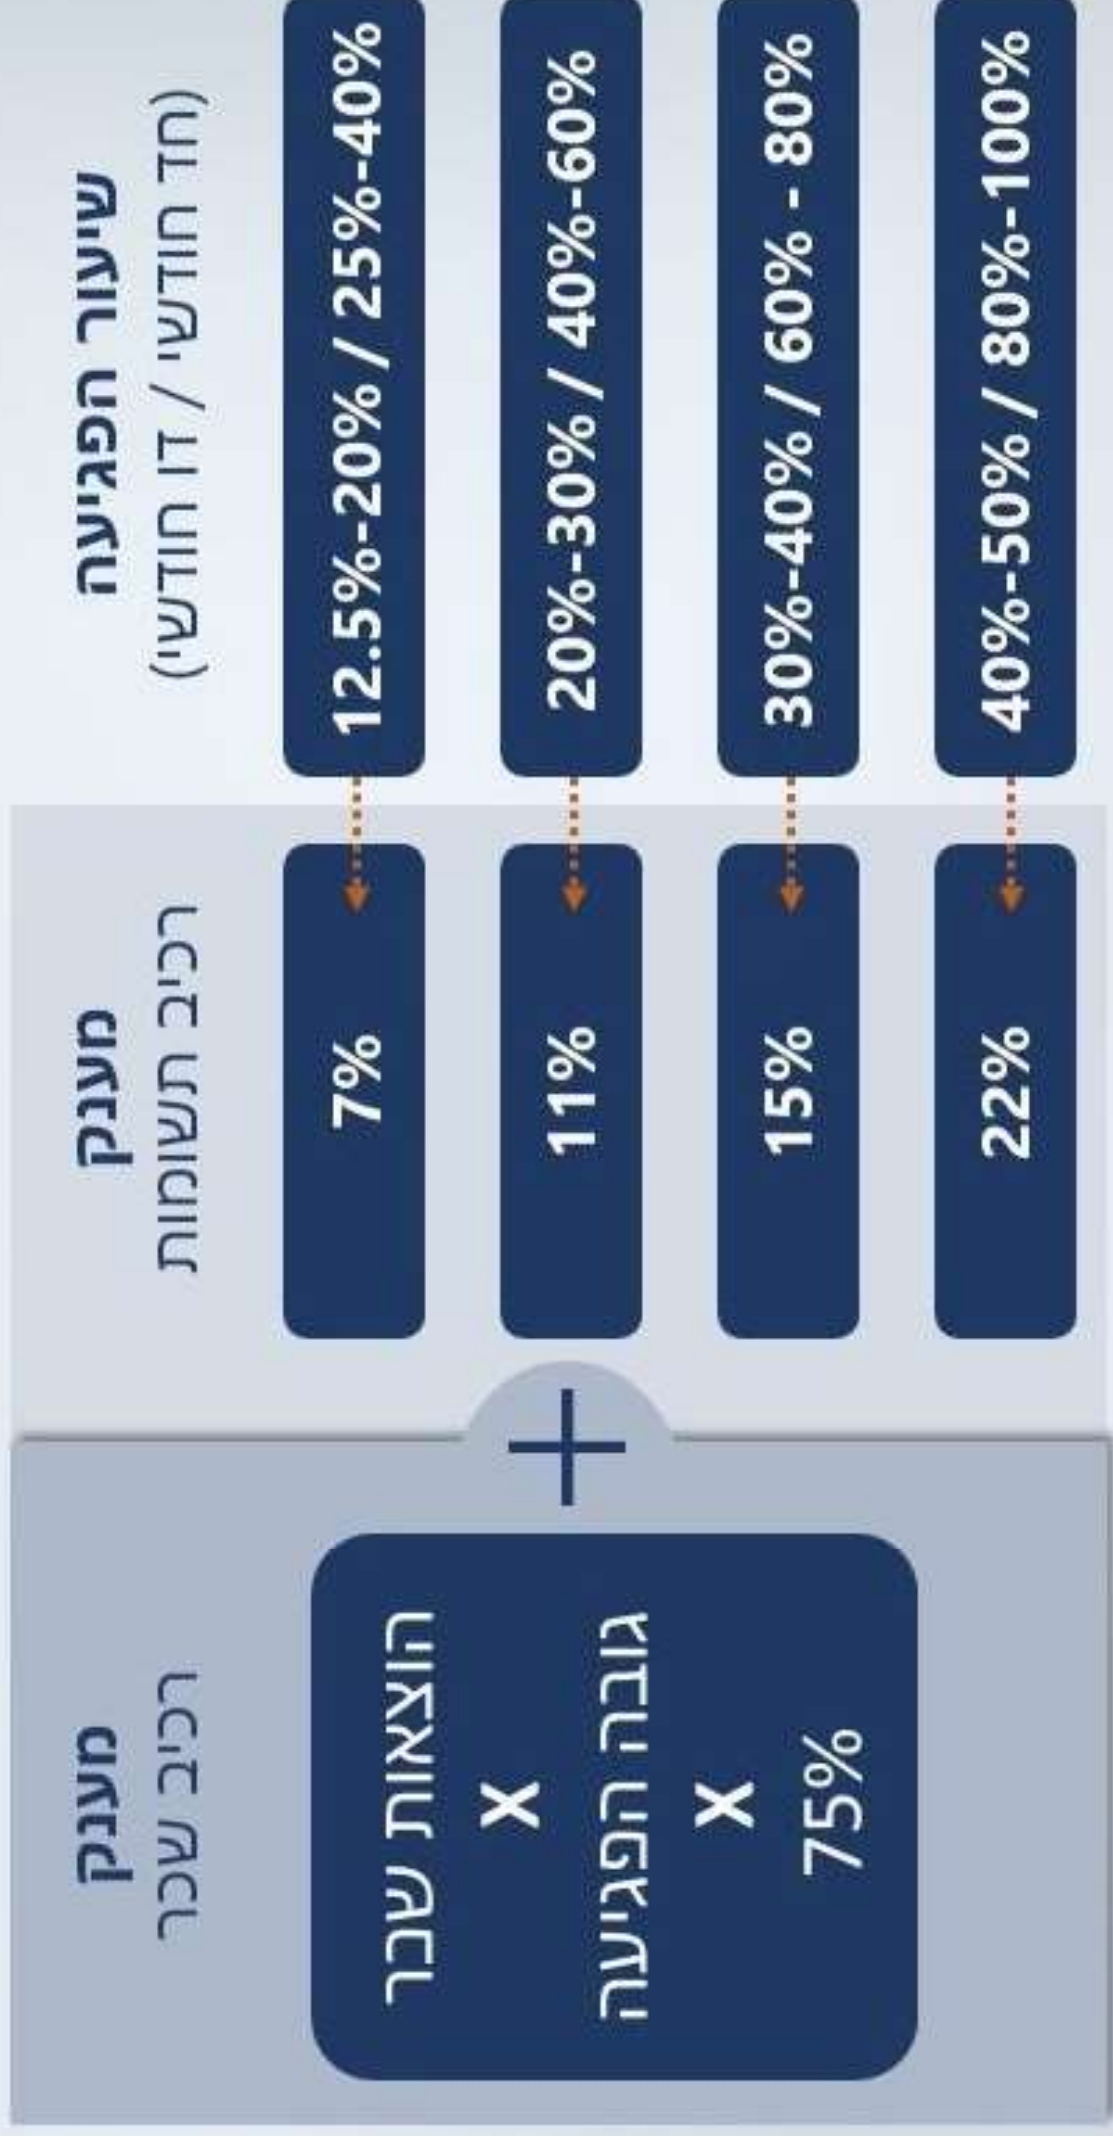 שיעור הפגיעה
(חד חודשי / דו חודשי)
12.5%-20% / 25%-40%
20%-30% / 40%-60%
30%-40% / 60% - 80%
40%-50% / 80%-100%
מענק
רכיב תשומות
7%
11%
15%
22%
+
מענק
רכיב שכר
הוצאות שכר
X
גובה הפגיעה
X
75%